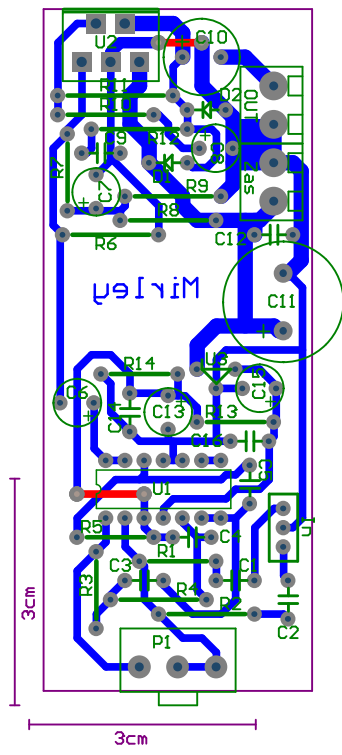 U2
C10
R11
R10
D2
OUT
R12
C9
C8
D1
Zas
R7
C7
+
R9
R8
R6
C12
Mirley
C11
+
U3
R14
C6
+
C13
+
C15
+
C14
R13
C16
C5
U1
R5
R1
C4
C3
C1
R3
R4
R2
C2
P1
3cm
3cm